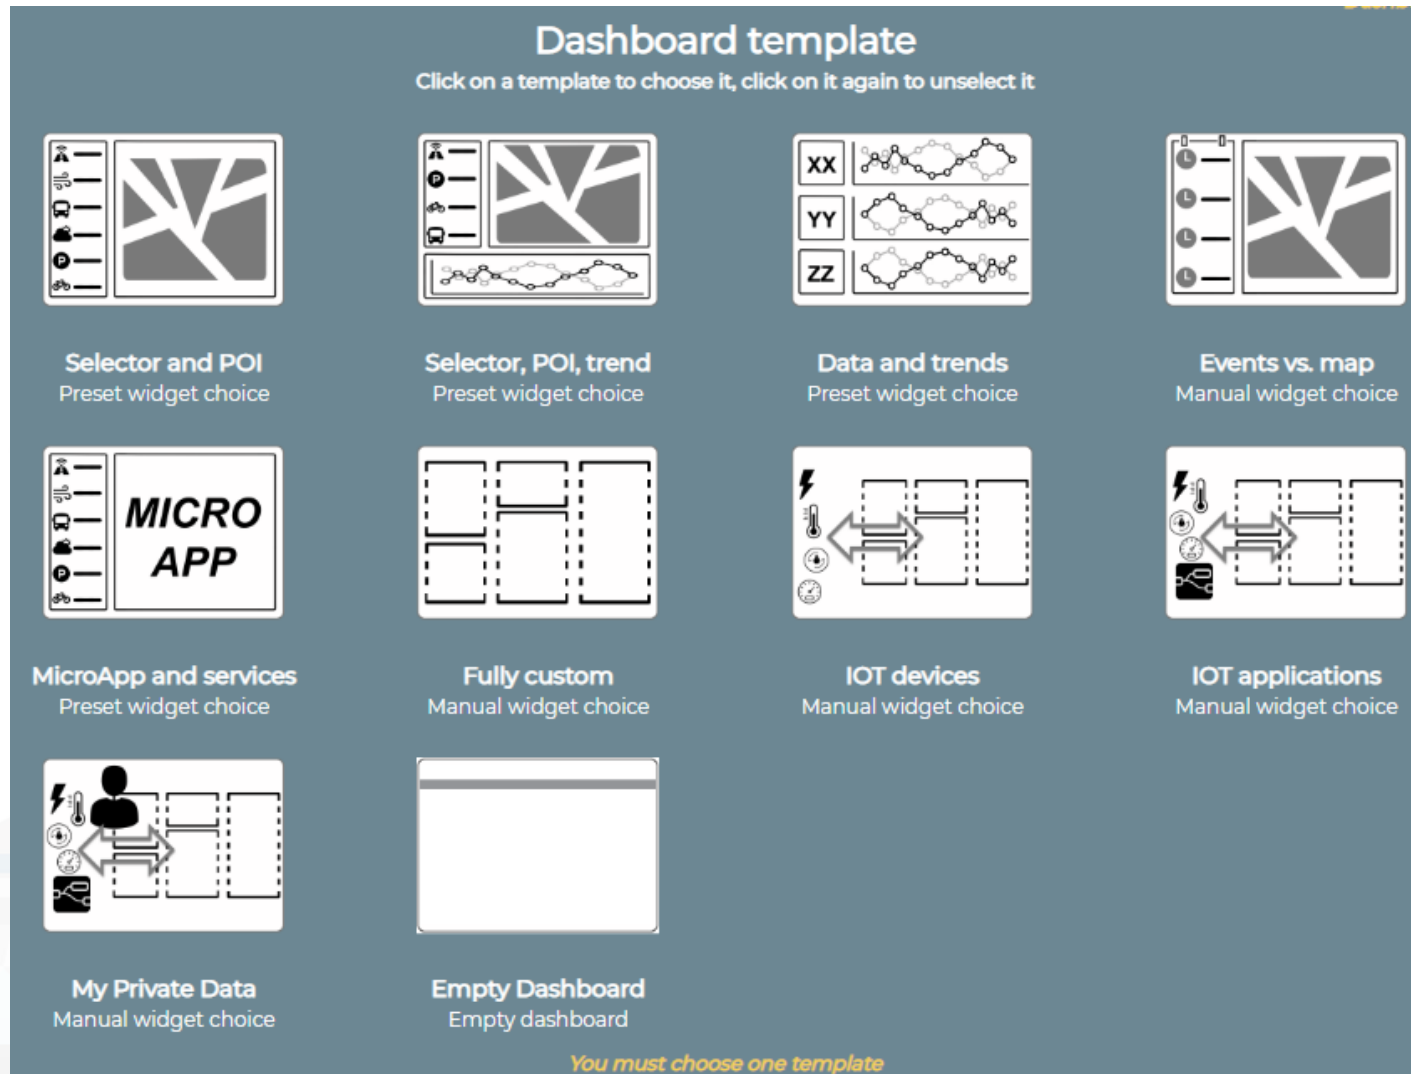 Dashboard template
Click on a template to choose it, click on it again to unselect it
P
P
XX
YY
ZZ
Selector and POI
Preset widget choice
Selector, POI, trend
Preset widget choice
Data and trends
Preset widget choice
Events vs. map
Manual widget choice
MICRO
APP
MicroApp and services
Preset widget choice
Fully custom
Manual widget choice
IOT devices
Manual widget choice
IOT applications
Manual widget choice
My Private Data
Manual widget choice
Empty Dashboard
Empty dashboard
You must choose one template